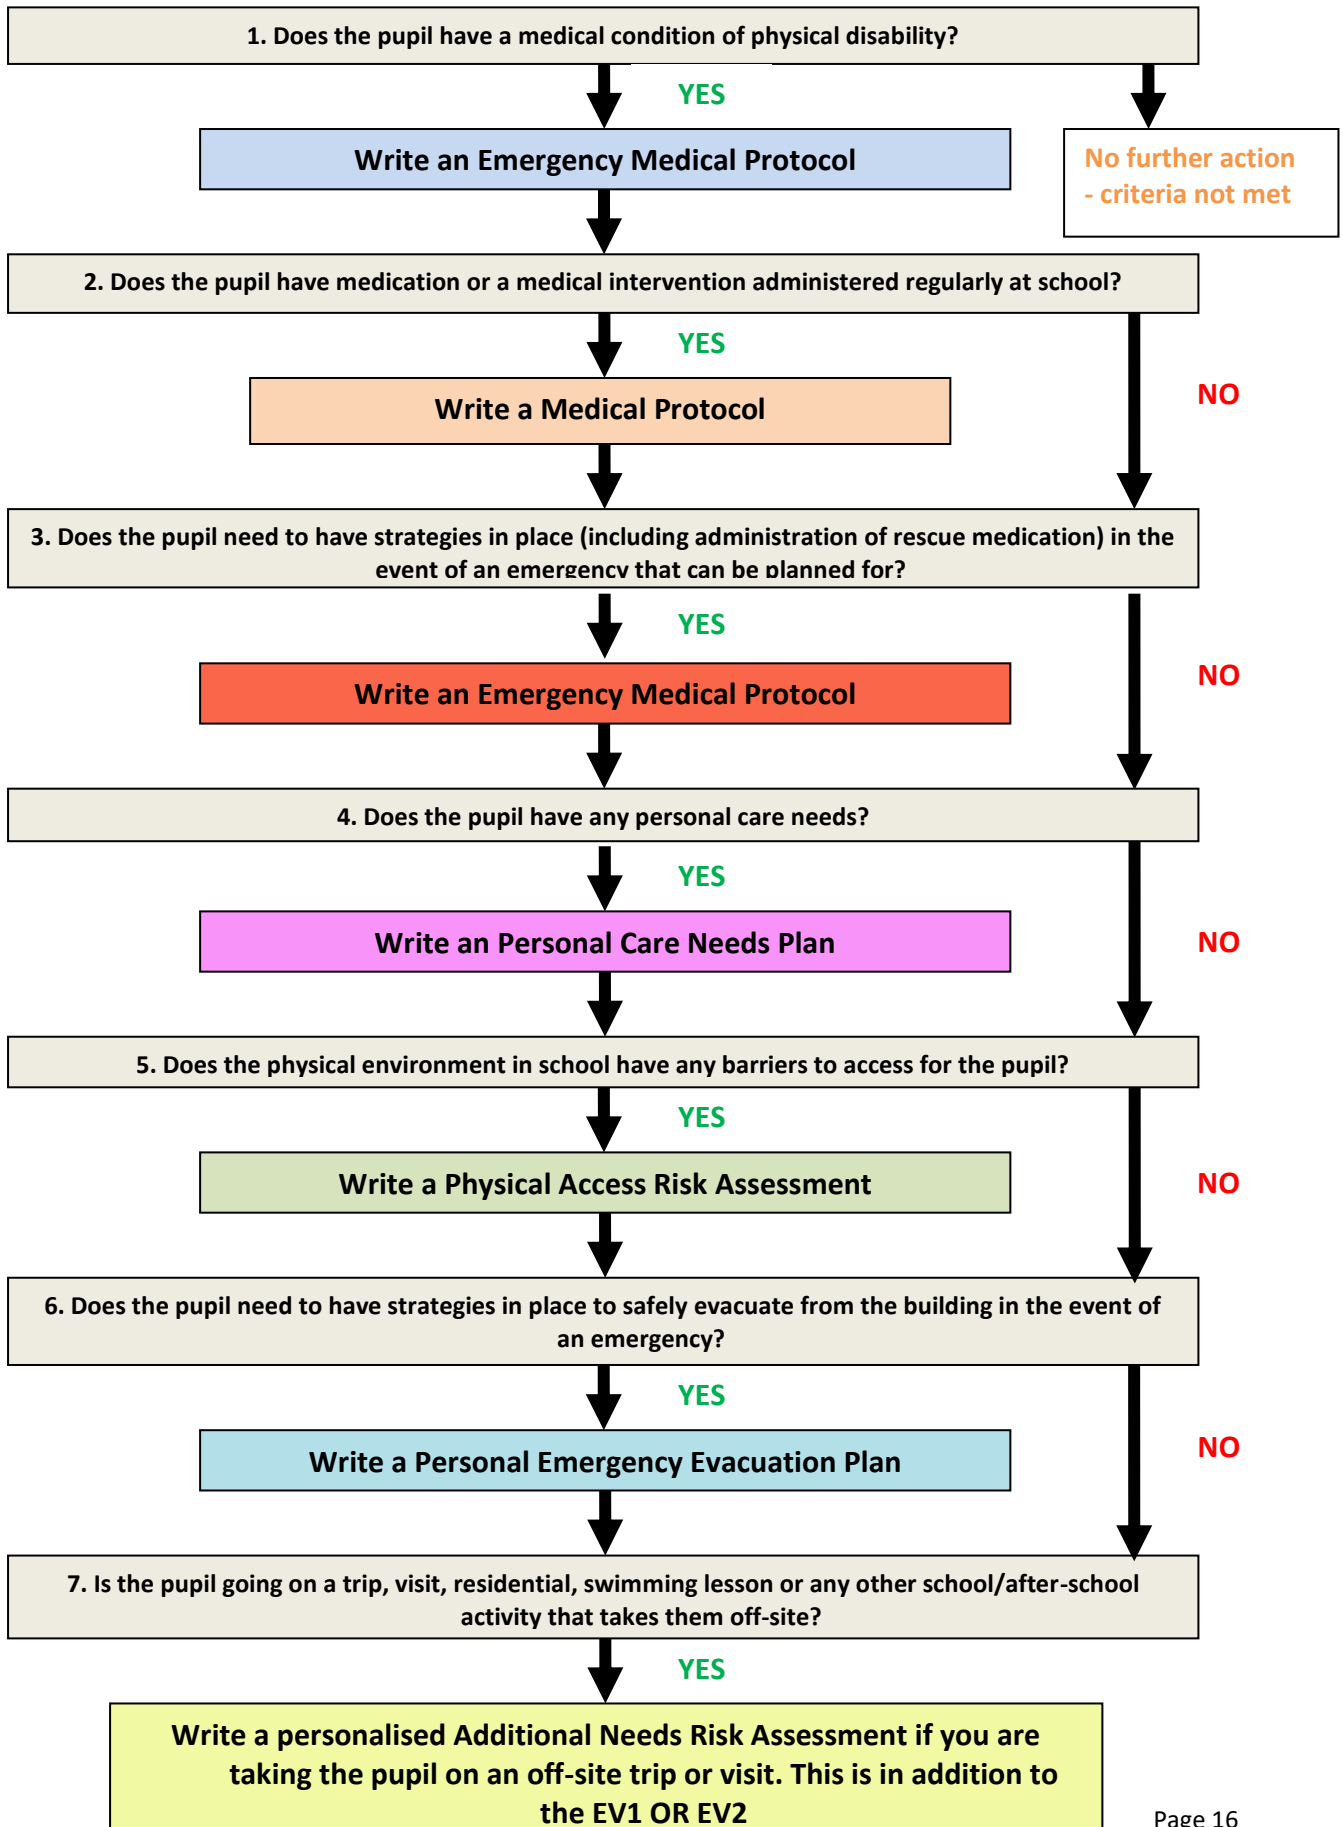 1. Does the pupil have a medical condition of physical disability?
YES
Write an Emergency Medical Protocol
No further action
- criteria not met
2. Does the pupil have medication or a medical intervention administered regularly at school?
YES
NO
Write a Medical Protocol
3. Does the pupil need to have strategies in place (including administration of rescue medication) in the
event of an emergency that can be planned for?
YES
NO
Write an Emergency Medical Protocol
4. Does the pupil have any personal care needs?
YES
Write an Personal Care Needs Plan
NO
5. Does the physical environment in school have any barriers to access for the pupil?
YES
Write a Physical Access Risk Assessment
NO
6. Does the pupil need to have strategies in place to safely evacuate from the building in the event of
an emergency?
YES
Write a Personal Emergency Evacuation Plan
NO
7. Is the pupil going on a trip, visit, residential, swimming lesson or any other school/after-school
activity that takes them off-site?
YES
Write a personalised Additional Needs Risk Assessment if you are
taking the pupil on an off-site trip or visit. This is in addition to
the EV1 OR EV2
Page 16